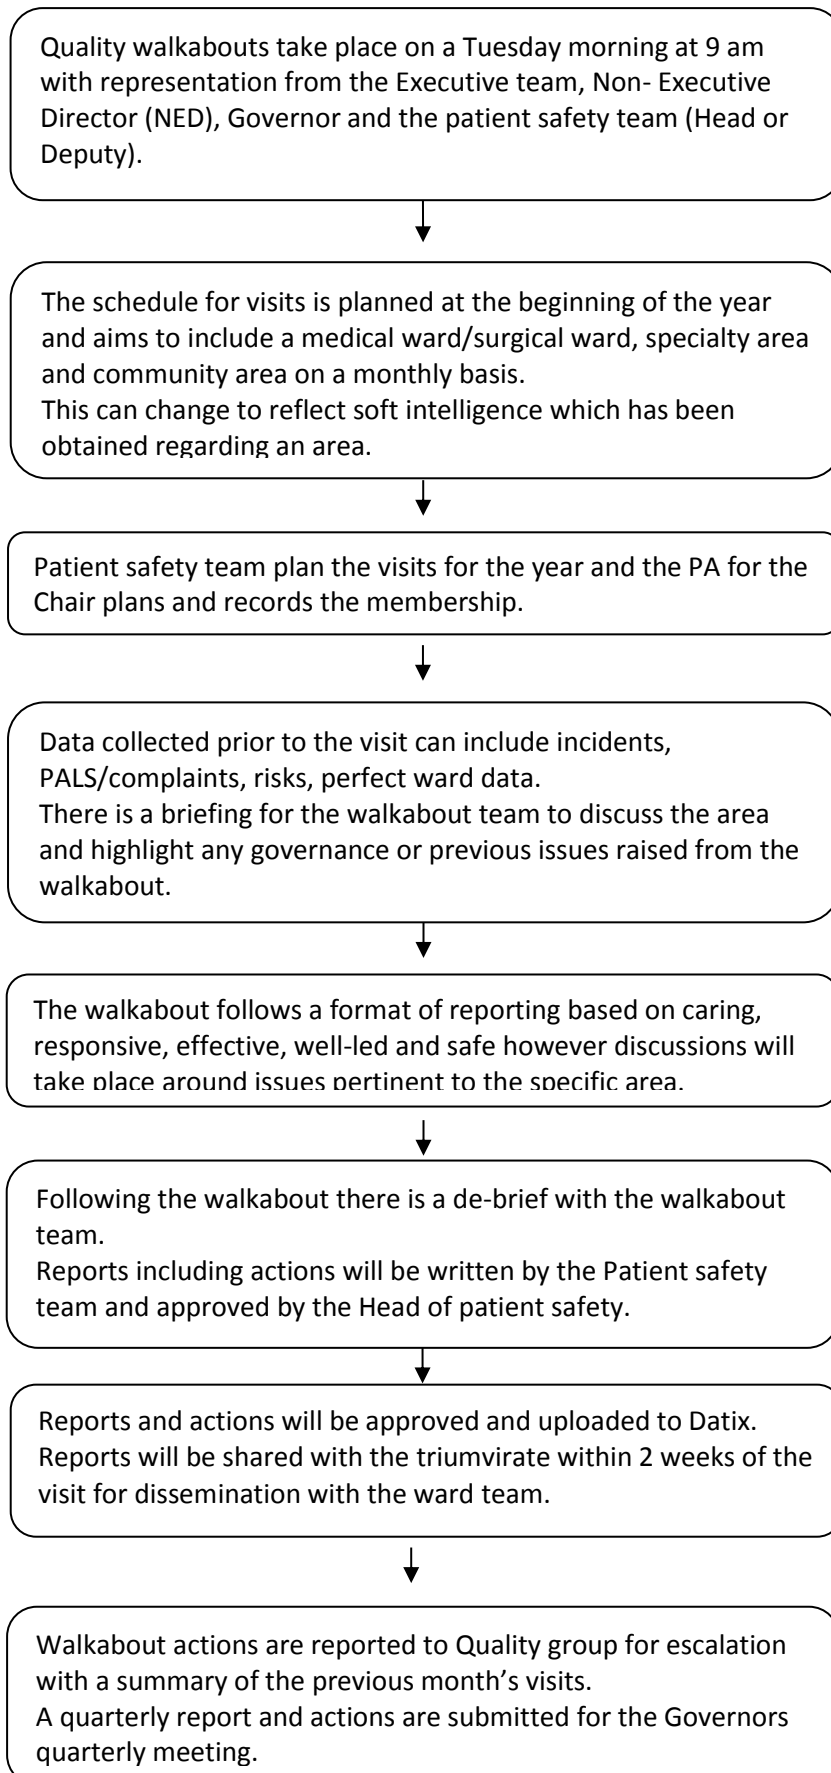 Quality walkabouts take place on a Tuesday morning at 9 am
with representation from the Executive team, Non- Executive
Director (NED), Governor and the patient safety team (Head or
Deputy).
The schedule for visits is planned at the beginning of the year
and aims to include a medical ward/surgical ward, specialty area
and community area on a monthly basis.
This can change to reflect soft intelligence which has been
obtained regarding an area.
Patient safety team plan the visits for the year and the PA for the
Chair plans and records the membership.
Data collected prior to the visit can include incidents,
PALS/complaints, risks, perfect ward data.
There is a briefing for the walkabout team to discuss the area
and highlight any governance or previous issues raised from the
walkabout.
The walkabout follows a format of reporting based on caring,
responsive, effective, well-led and safe however discussions will
take place around issues pertinent to the specific area.
Following the walkabout there is a de-brief with the walkabout
team.
Reports including actions will be written by the Patient safety
team and approved by the Head of patient safety.
Reports and actions will be approved and uploaded to Datix.
Reports will be shared with the triumvirate within 2 weeks of the
visit for dissemination with the ward team.
Walkabout actions are reported to Quality group for escalation
with a summary of the previous month’s visits.
A quarterly report and actions are submitted for the Governors
quarterly meeting.